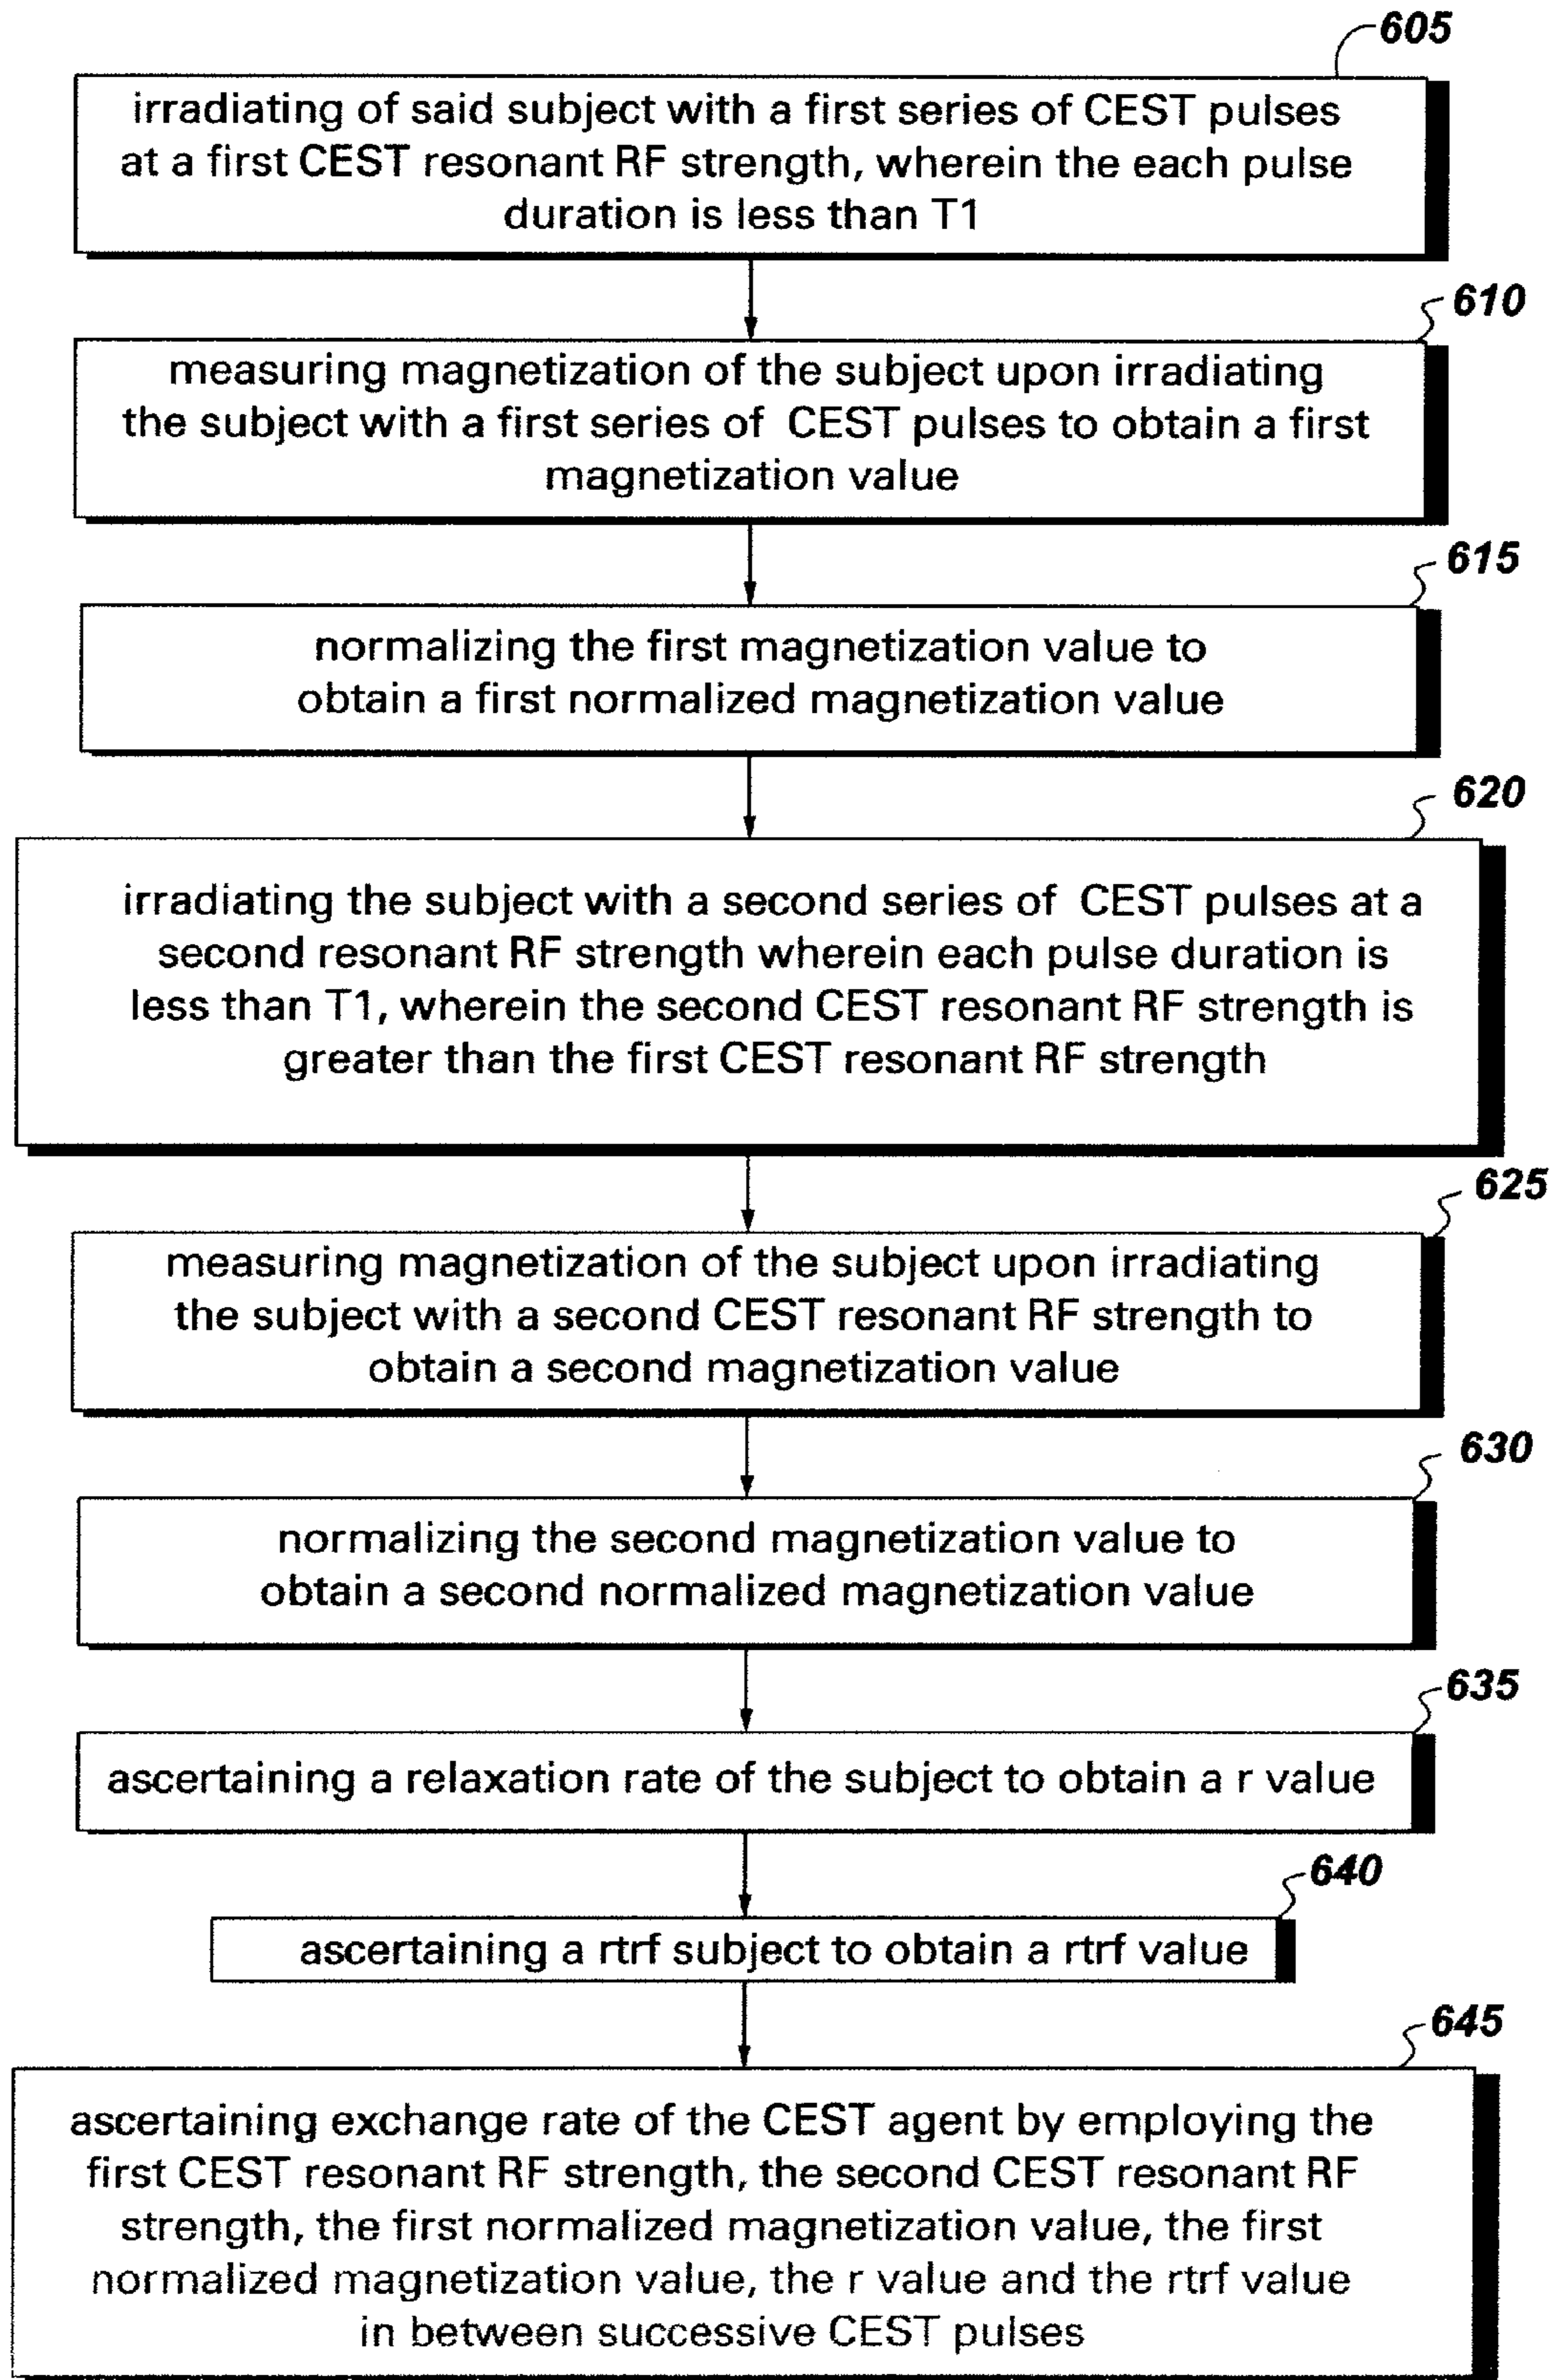 605
irradiating of said subject with a first series of CEST pulses
at a first CEST resonant RF strength, wherein the each pulse
duration is less than T1
610
measuring magnetization of the subject upon irradiating
the subject with a first series of CEST pulses to obtain a first
magnetization value
615
normalizing the first magnetization value to
obtain a first normalized magnetization value
620
irradiating the subject with a second series of CEST pulses at a
second resonant RF strength wherein each pulse duration is
less than T1, wherein the second CEST resonant RF strength is
greater than the first CEST resonant RF strength
625
measuring magnetization of the subject upon irradiating
the subject with a second CEST resonant RF strength to
obtain a second magnetization value
630
normalizing the second magnetization value to
obtain a second normalized magnetization value
635
ascertaining a relaxation rate of the subject to obtain a r value
640
ascertaining a rtrf subject to obtain a rtrf value
645
ascertaining exchange rate of the CEST agent by employing the
first CEST resonant RF strength, the second CEST resonant RF
strength, the first normalized magnetization value, the first
normalized magnetization value, the r value and the rtrf value
in between successive CEST pulses